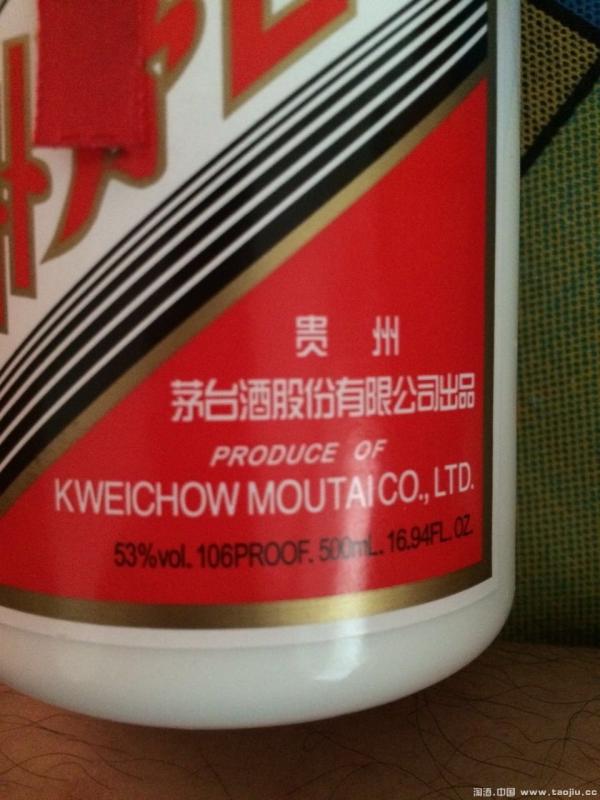 贵 州
茅台酒股份有限公司出品
PRODUCE OF
KWEICHOW MOUTAI CO., LTD.
53%vol. 106PROOF. 500mL. 16.94FL. OZ.
淘酒.中国 www.taojiu.cc